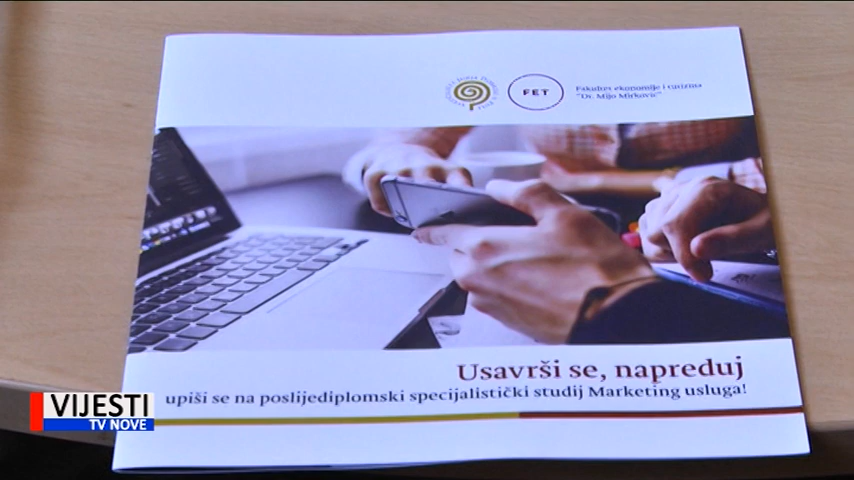 FET
Fakultet ekonomije i turizma
"Dr. Mijo Mirković"
Usavrši se, napreduj
upiši se na poslijediplomski specijalistički studij Marketing usluga!
VIJESTI
TV NOVE